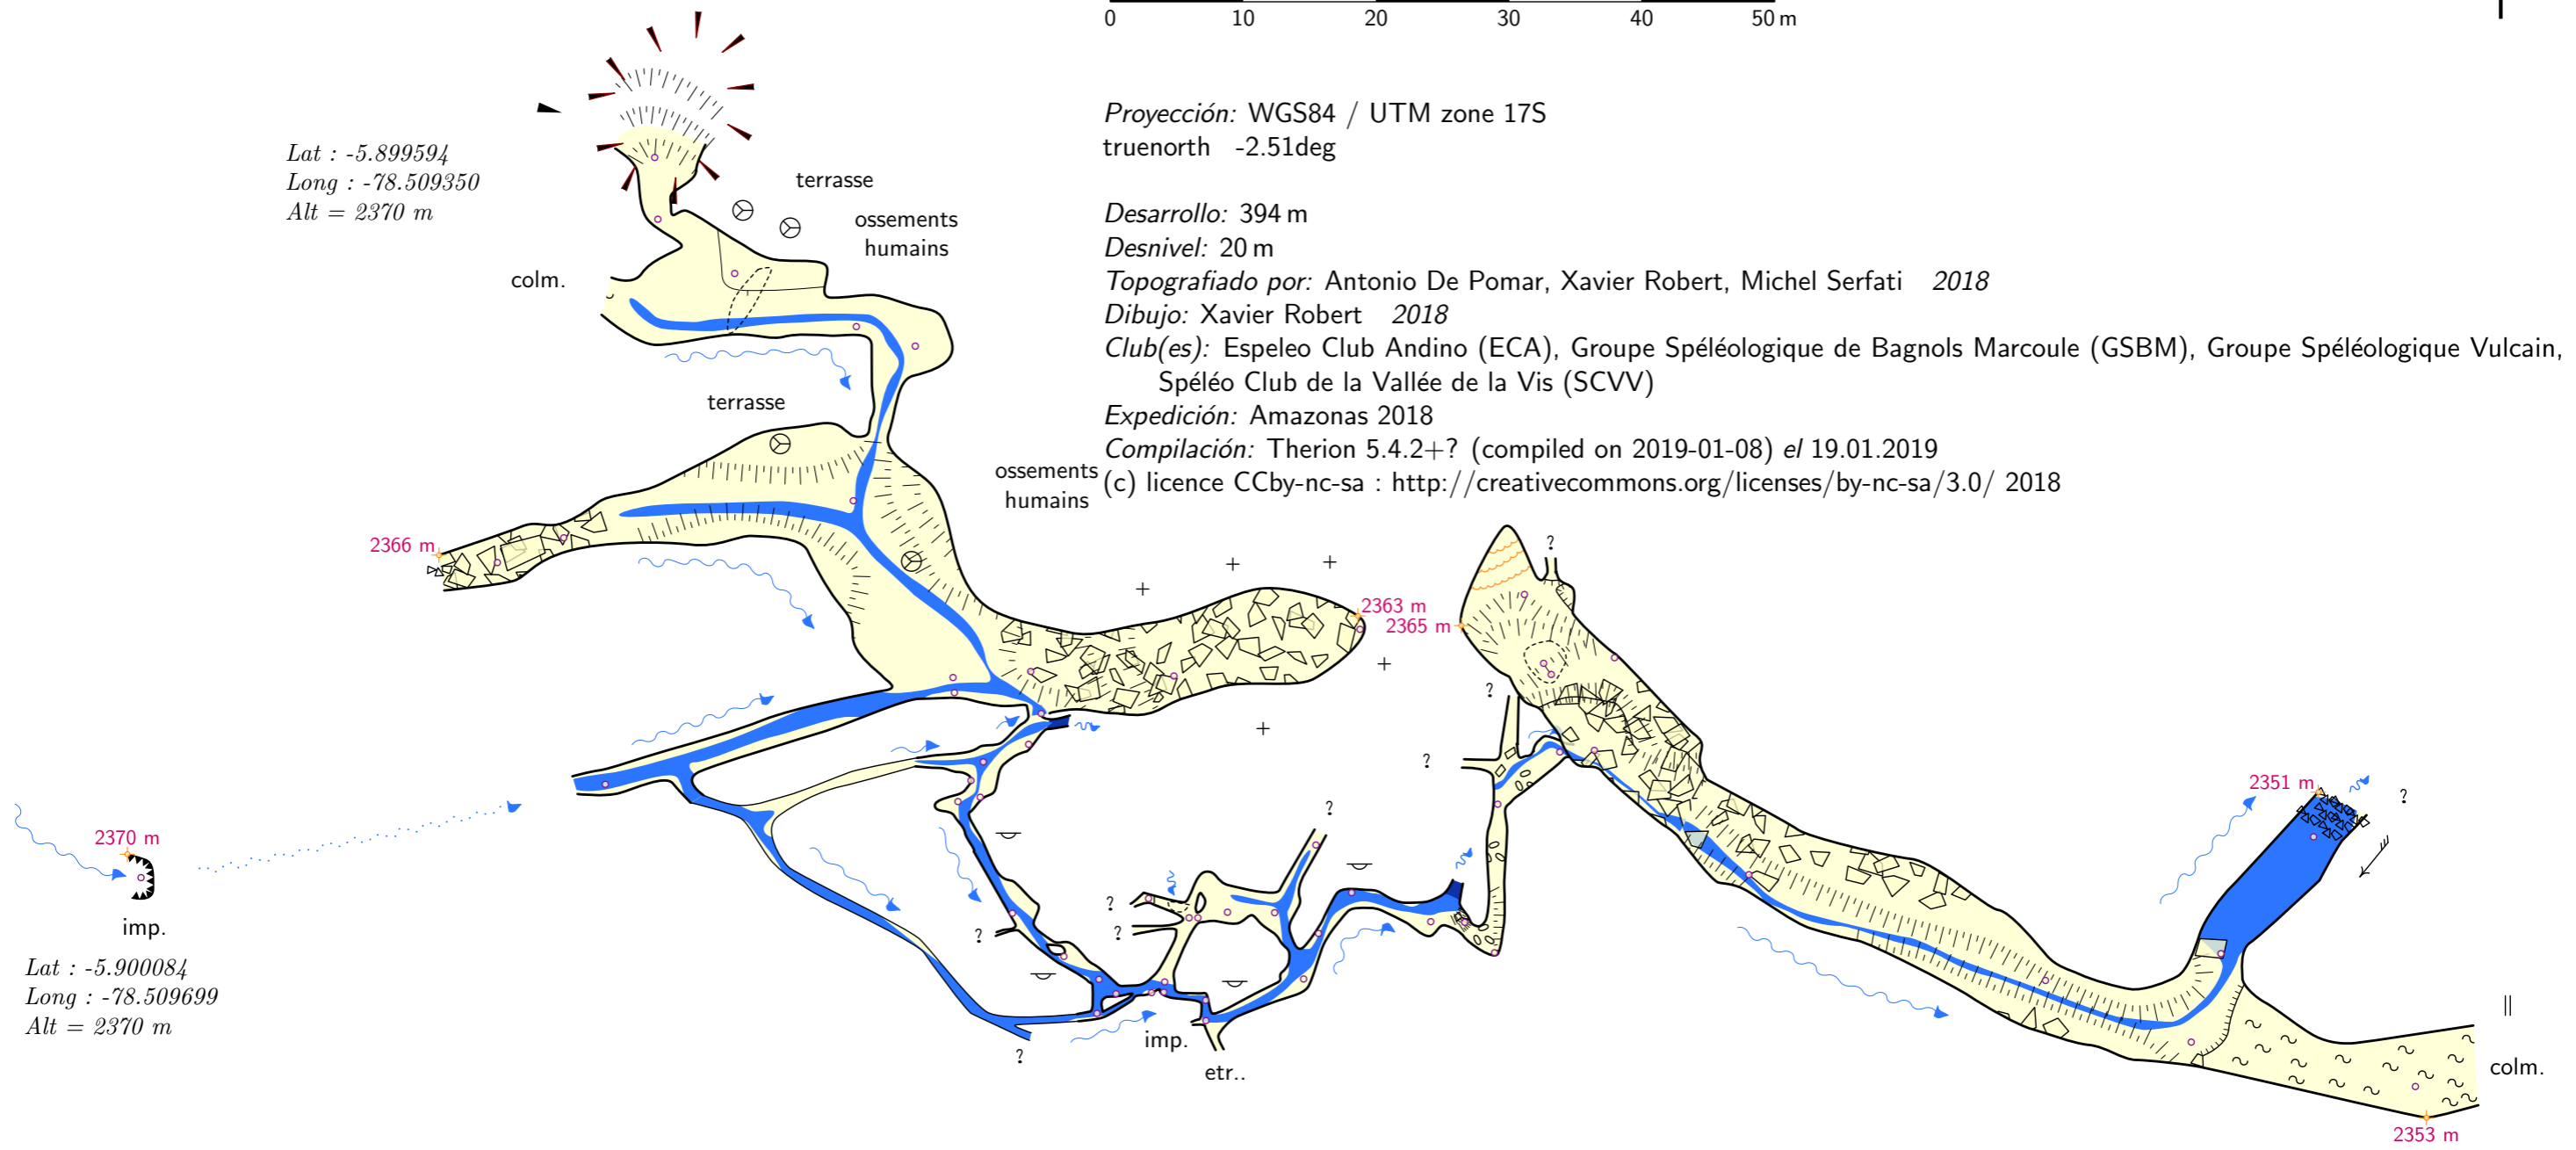 0 10 20 30 40 50 m
Proyección: WGS84 / UTM zone 17S
truenorth -2.51deg
Desarrollo: 394 m
Desnivel: 20 m
Topografiado por: Antonio De Pomar, Xavier Robert, Michel Serfati 2018
Dibujo: Xavier Robert 2018
Club(es): Espeleo Club Andino (ECA), Groupe Spéléologique de Bagnols Marcoule (GSBM), Groupe Spéléologique Vulcain,
Spéléo Club de la Vallée de la Vis (SCVV)
Expedición: Amazonas 2018
Compilación: Therion 5.4.2+? (compiled on 2019-01-08) el 19.01.2019
(c) licence CCby-nc-sa : http://creativecommons.org/licenses/by-nc-sa/3.0/ 2018
Lat : -5.899594
Long : -78.509350
Alt = 2370 m
terrasse
ossements
humains
colm.
terrasse
ossements
humains
2366 m
2363 m
2365 m
?
?
?
2351 m
?
?
2370 m
imp.
Lat : -5.900084
Long : -78.509699
Alt = 2370 m
?
?
?
?
imp.
etr..
colm.
2353 m